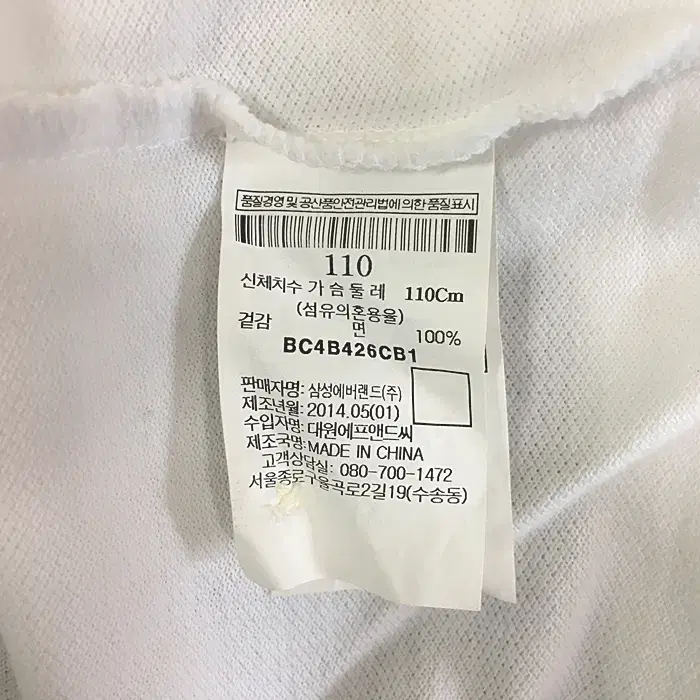 품질경영 및 공산품안전관리법에 의한 품질표시
110
신체치수 가 슴 둘 레 110Cm
(섬유의혼용율)
겉감 면 100%
BC4B426CB1
판매자명: 삼성에버랜드(주)
제조년월: 2014.05(01)
수입자명: 대원에프앤드씨
제조국명: MADE IN CHINA
고객상담실: 080-700-1472
서울종로구율곡로2길19(수송동)